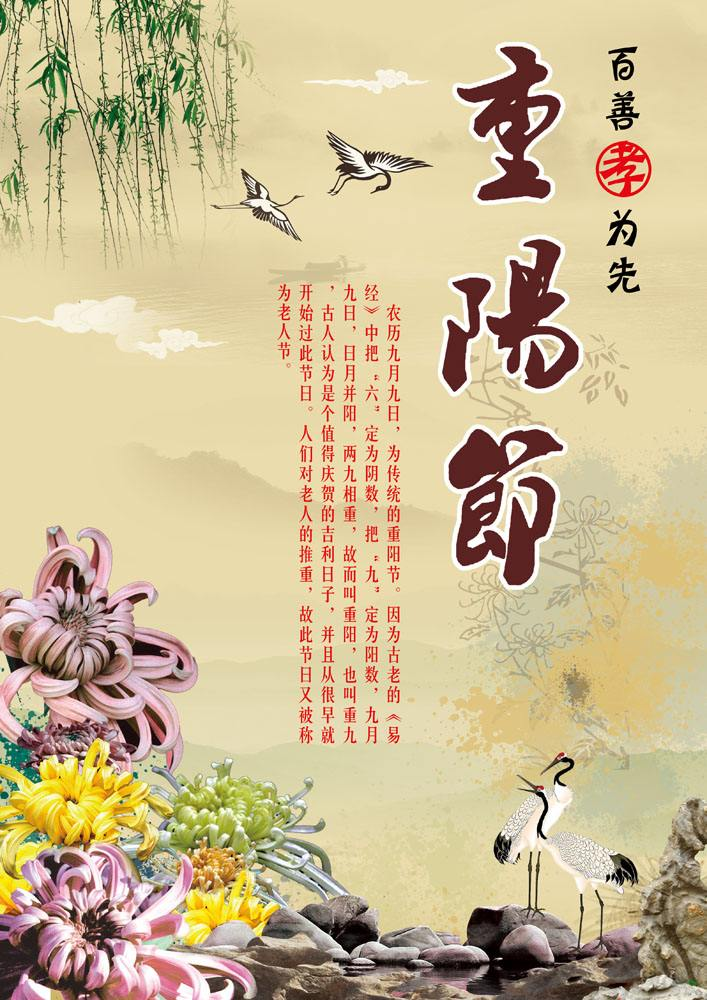 百善孝为先
重陽節
农历九月九日，为传统的重阳节。因为古老的《易
经》中把“六”定为阴数，把“九”定为阳数，九月
九日，日月并阳，两九相重，故而叫重阳，也叫重九
，古人认为是个值得庆贺的吉利日子，并且从很早就
开始过此节日。人们对老人的推重，故此节日又被称
为老人节。